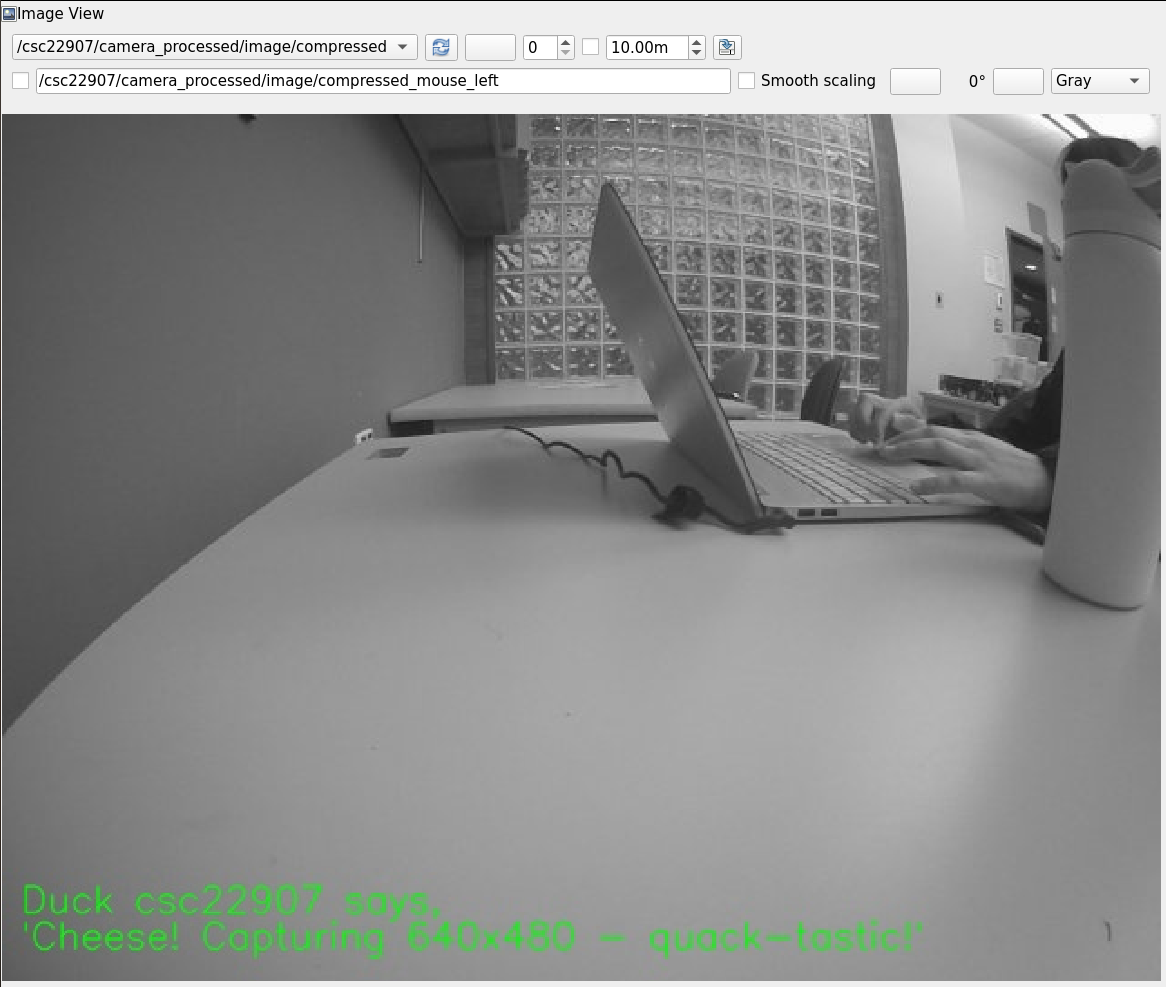 Image View
/csc22907/camera_processed/image/compressed
0
10.00m
/csc22907/camera_processed/image/compressed_mouse_left
Smooth scaling
0°
Gray
Duck csc22907 says,
'Cheese! Capturing 640x480 - quack-tastic!'